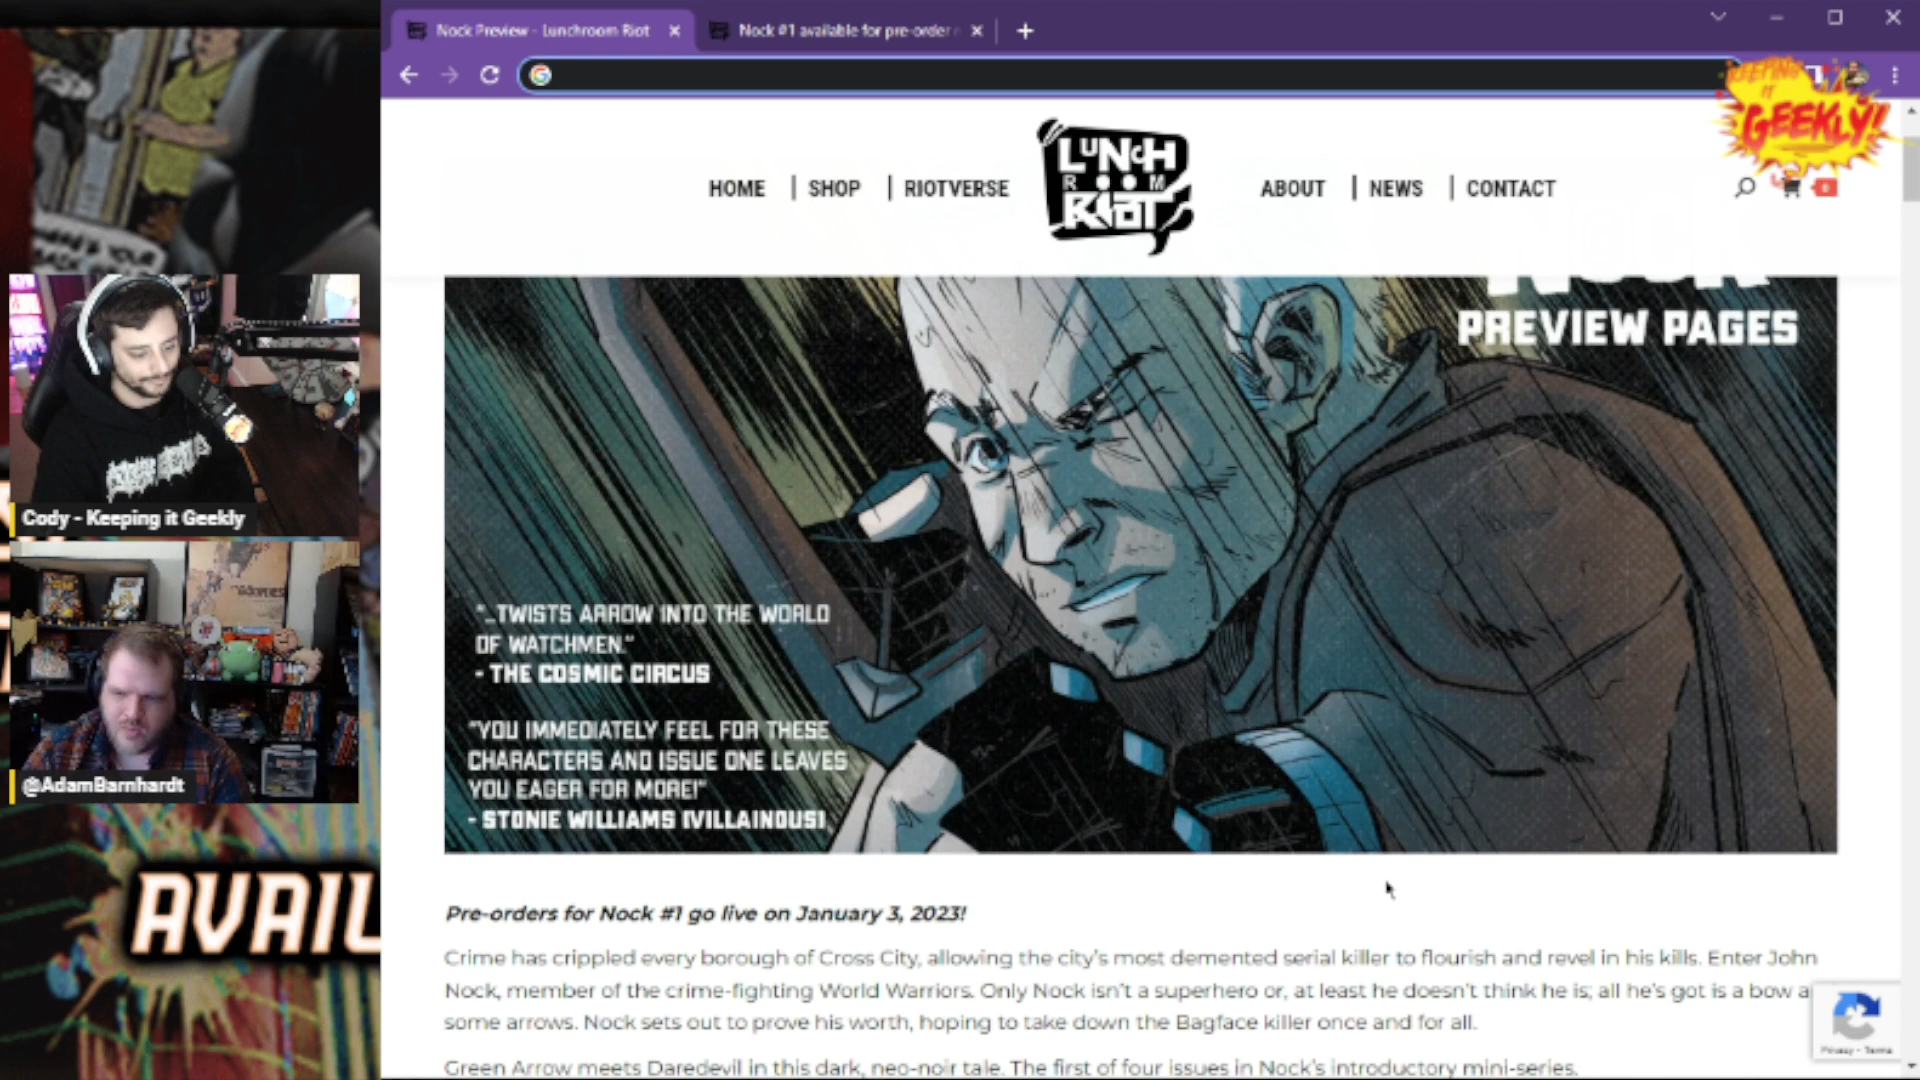 Nock Preview - Lunchroom Riot
Nock #1 available for pre-order
KEEPING IT GEEKLY!
HOME | SHOP | RIOTVERSE
LUNCH ROOM RIOT
ABOUT | NEWS | CONTACT
0
PREVIEW PAGES
"...TWISTS ARROW INTO THE WORLD
OF WATCHMEN."
- THE COSMIC CIRCUS
"YOU IMMEDIATELY FEEL FOR THESE
CHARACTERS AND ISSUE ONE LEAVES
YOU EAGER FOR MORE!"
- STONIE WILLIAMS (VILLAINOUS)
Cody - Keeping it Geekly
@AdamBarnhardt
AVAIL
Pre-orders for Nock #1 go live on January 3, 2023!
Crime has crippled every borough of Cross City, allowing the city's most demented serial killer to flourish and revel in his kills. Enter John
Nock, member of the crime-fighting World Warriors. Only Nock isn't a superhero or, at least he doesn't think he is; all he's got is a bow
some arrows. Nock sets out to prove his worth, hoping to take down the Bagface killer once and for all.
Green Arrow meets Daredevil in this dark, neo-noir tale. The first of four issues in Nock's introductory mini-series.
Privacy - Terms